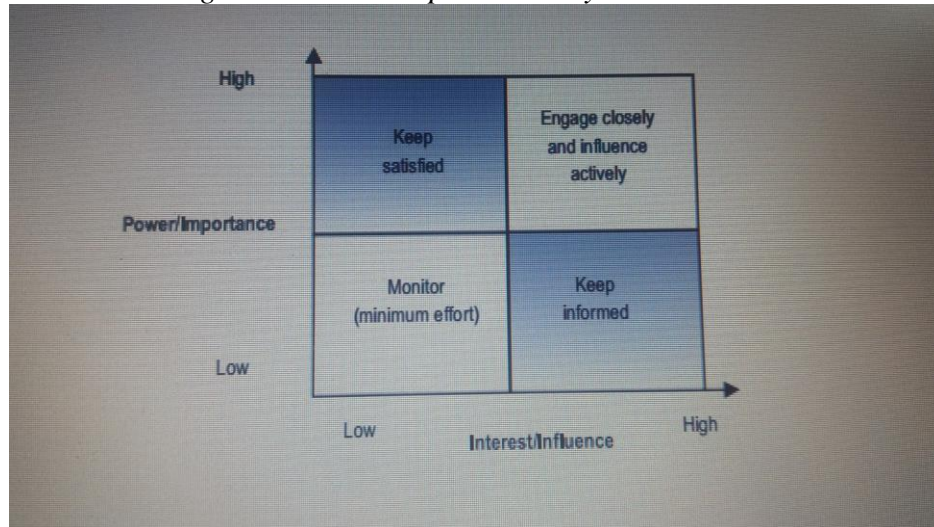 High
Keep
satisfied
Engage closely
and influence
actively
Power/Importance
Monitor
(minimum effort)
Keep
informed
Low
Low
Interest/Influence
High